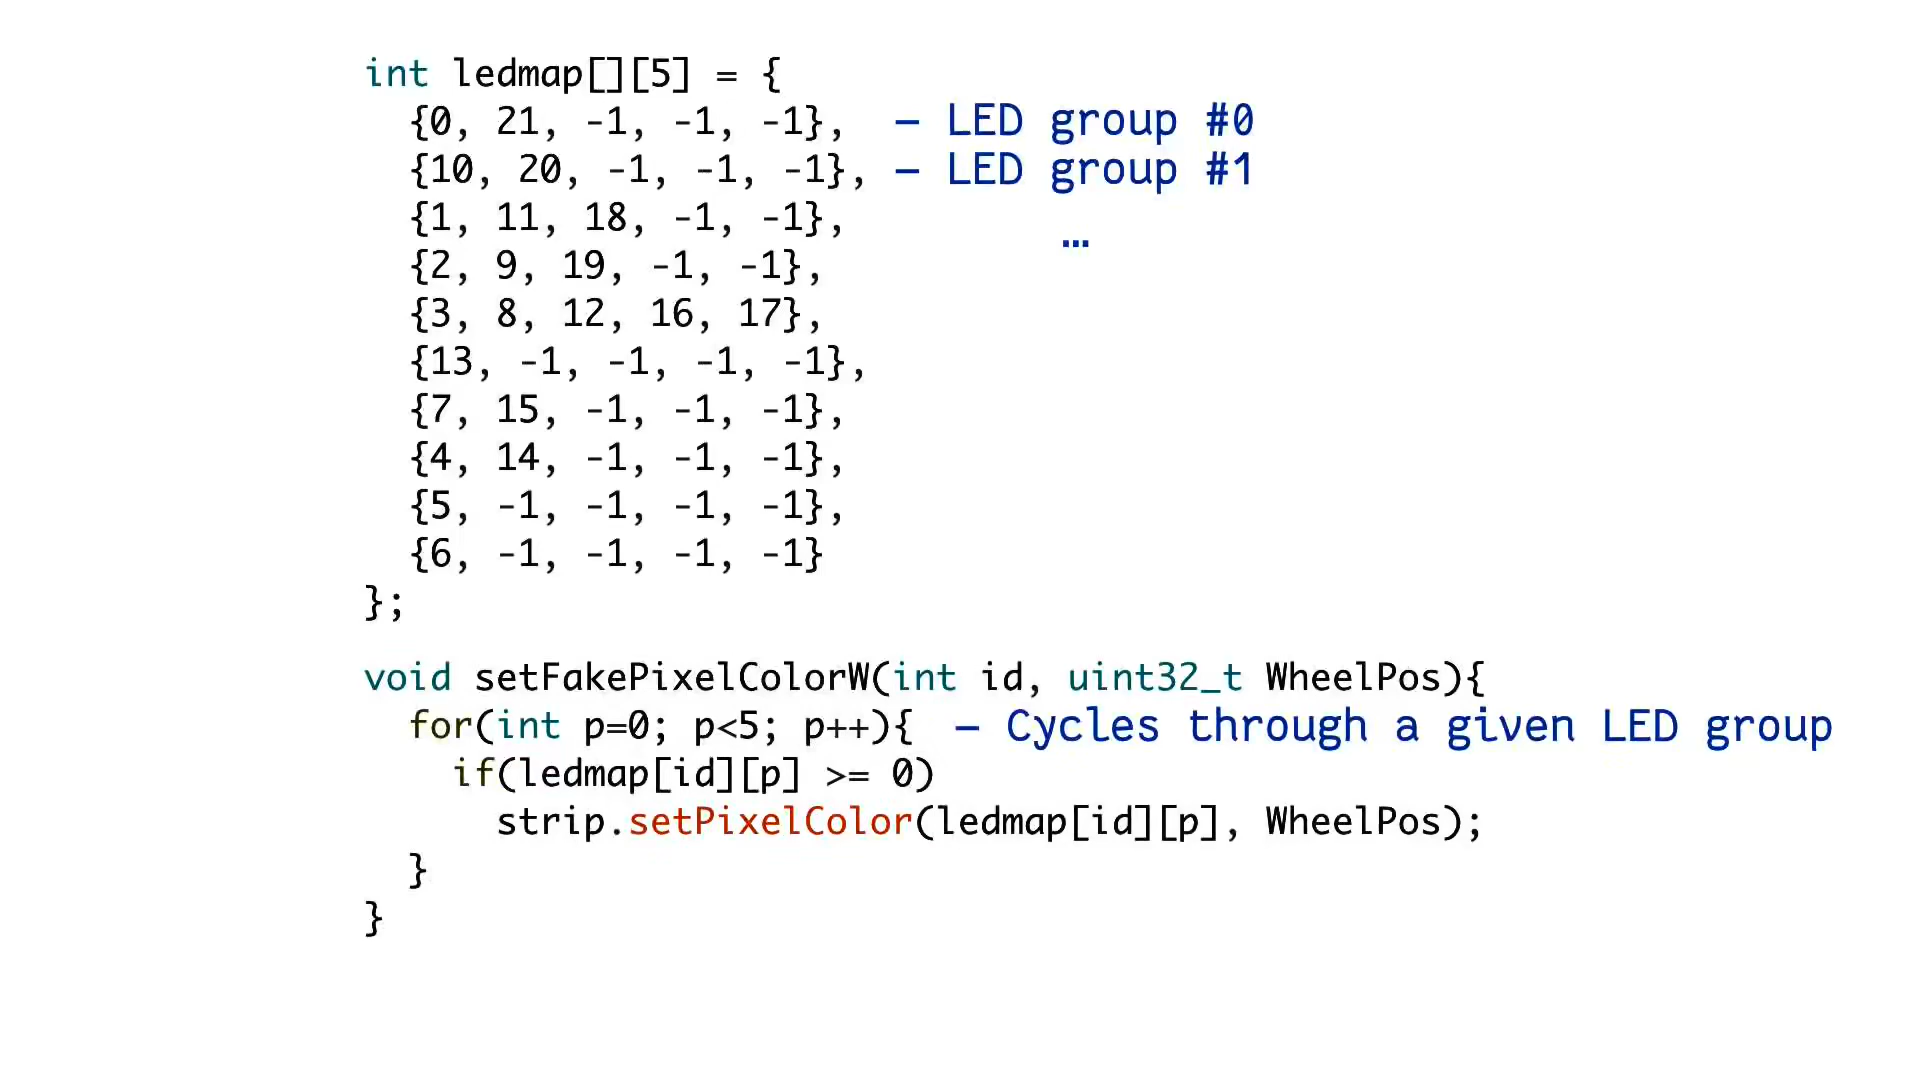 int ledmap[][5] = {
{0, 21, -1, -1, -1}, – LED group #0
{10, 20, -1, -1, -1}, – LED group #1
{1, 11, 18, -1, -1},
…
{2, 9, 19, -1, -1},
{3, 8, 12, 16, 17},
{13, -1, -1, -1, -1},
{7, 15, -1, -1, -1},
{4, 14, -1, -1, -1},
{5, -1, -1, -1, -1},
{6, -1, -1, -1, -1}
};
void setFakePixelColorW(int id, uint32_t WheelPos){
for(int p=0; p<5; p++){ – Cycles through a given LED group
if(ledmap[id][p] >= 0)
strip.setPixelColor(ledmap[id][p], WheelPos);
}
}